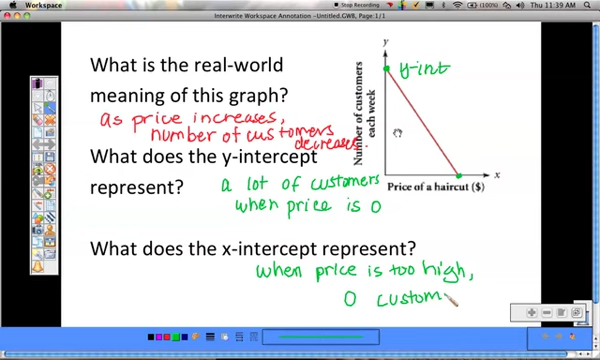 Workspace
Interwrite Workspace Annotation -Untitled.GWB, Page:1/1
Stop Recording
(100%)
Thu 11:39 AM
What is the real-world
meaning of this graph?
as price increases,
number of customers
decreases.
What does the y-intercept
represent?
a lot of customers
when price is 0
What does the x-intercept represent?
when price is too high,
0 custom
y
y-int
Number of customers
each week
x
Price of a haircut ($)